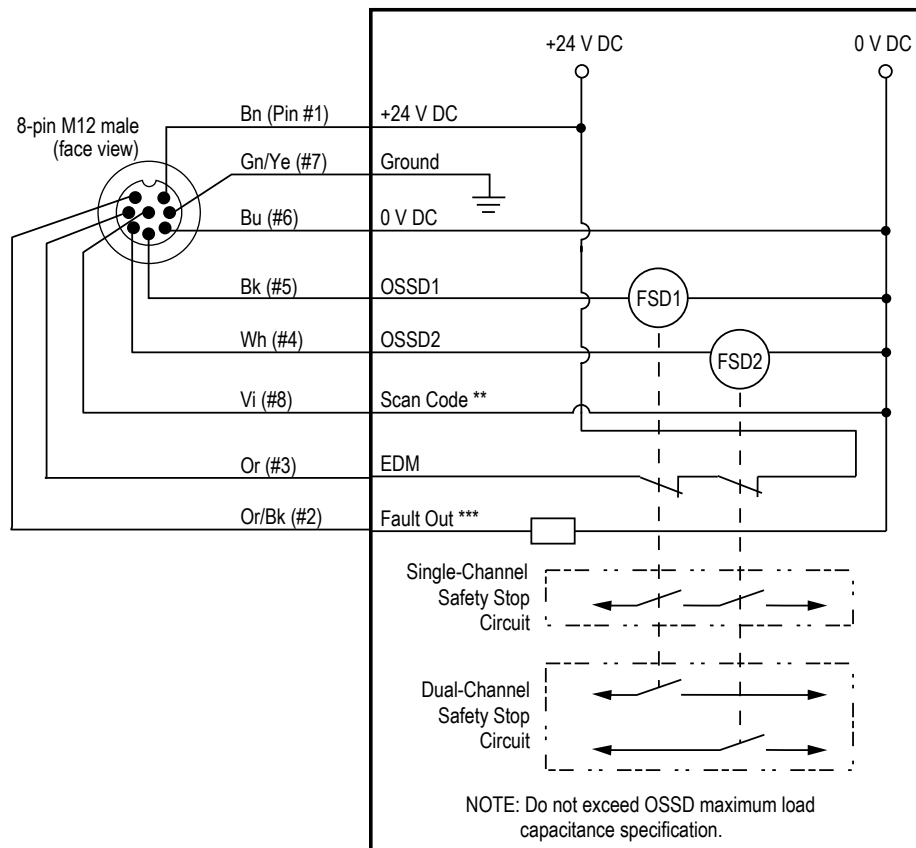 +24 V DC
0 V DC
8-pin M12 male
(face view)
Bn (Pin #1)
+24 V DC
Gn/Ye (#7)
Ground
Bu (#6)
0 V DC
Bk (#5)
OSSD1
FSD1
Wh (#4)
OSSD2
FSD2
Vi (#8)
Scan Code **
Or (#3)
EDM
Or/Bk (#2)
Fault Out ***
Single-Channel
Safety Stop
Circuit
Dual-Channel
Safety Stop
Circuit
NOTE: Do not exceed OSSD maximum load
capacitance specification.